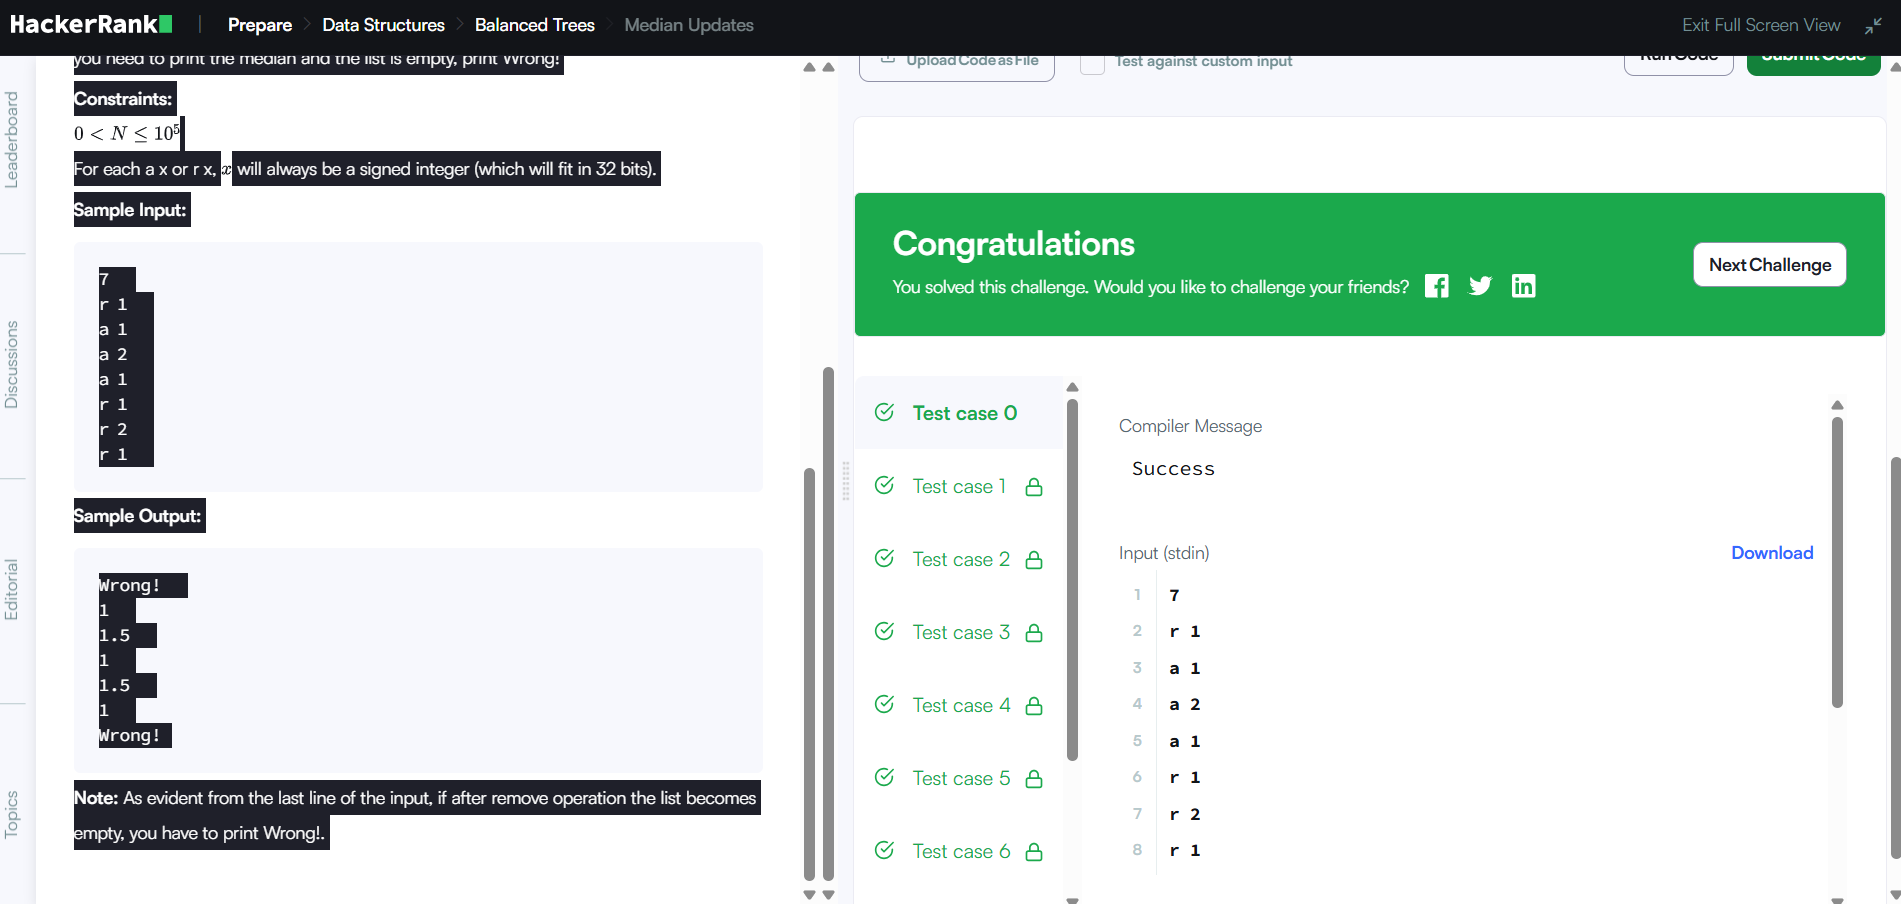 HackerRank
Prepare
Data Structures
Balanced Trees
Median Updates
Exit Full Screen View
Leaderboard
Discussions
Editorial
Topics
you need to print the median and the list is empty, print Wrong!
Constraints:
0 < N ≤ 10⁵
For each a x or r x, x will always be a signed integer (which will fit in 32 bits).
Sample Input:
7
r 1
a 1
a 2
a 1
r 1
r 2
r 1
Sample Output:
Wrong!
1
1.5
1
1.5
1
Wrong!
Note: As evident from the last line of the input, if after remove operation the list becomes
empty, you have to print Wrong!.
Upload Code as File
Test against custom input
Run Code
Submit Code
Congratulations
You solved this challenge. Would you like to challenge your friends?
Next Challenge
Test case 0
Test case 1
Test case 2
Test case 3
Test case 4
Test case 5
Test case 6
Compiler Message
Success
Input (stdin)
Download
1 7
2 r 1
3 a 1
4 a 2
5 a 1
6 r 1
7 r 2
8 r 1